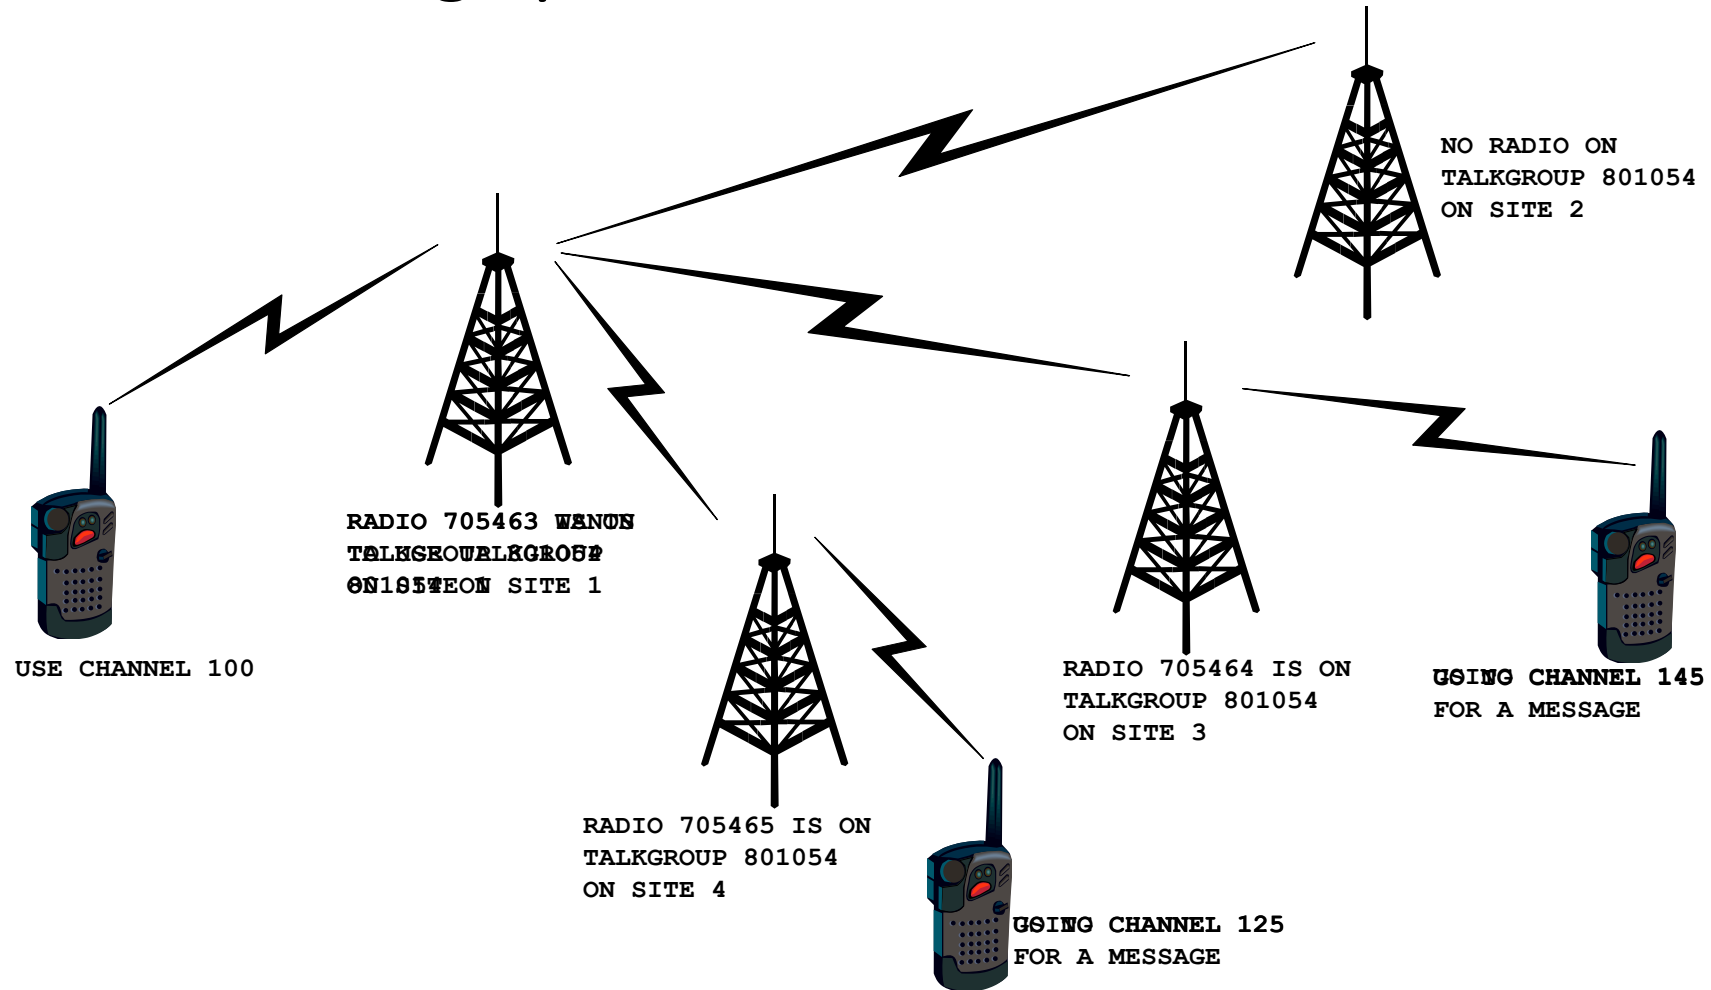 NO RADIO ON
TALKGROUP 801054
ON SITE 2
RADIO 705463
ON SITE 1
USE CHANNEL 100
RADIO 705464 IS ON
TALKGROUP 801054
ON SITE 3
CHANNEL 145
FOR A MESSAGE
RADIO 705465 IS ON
TALKGROUP 801054
ON SITE 4
CHANNEL 125
FOR A MESSAGE